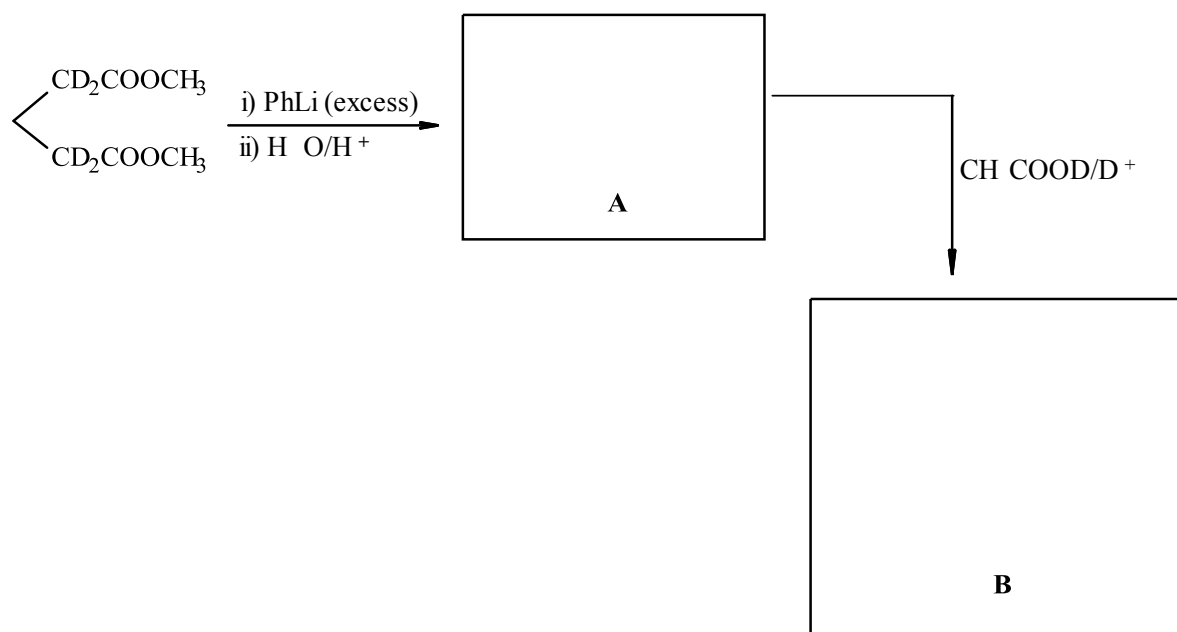 CD₂COOCH₃
i) PhLi (excess)
ii) H O/H⁺
CD₂COOCH₃
A
CH COOD/D⁺
B